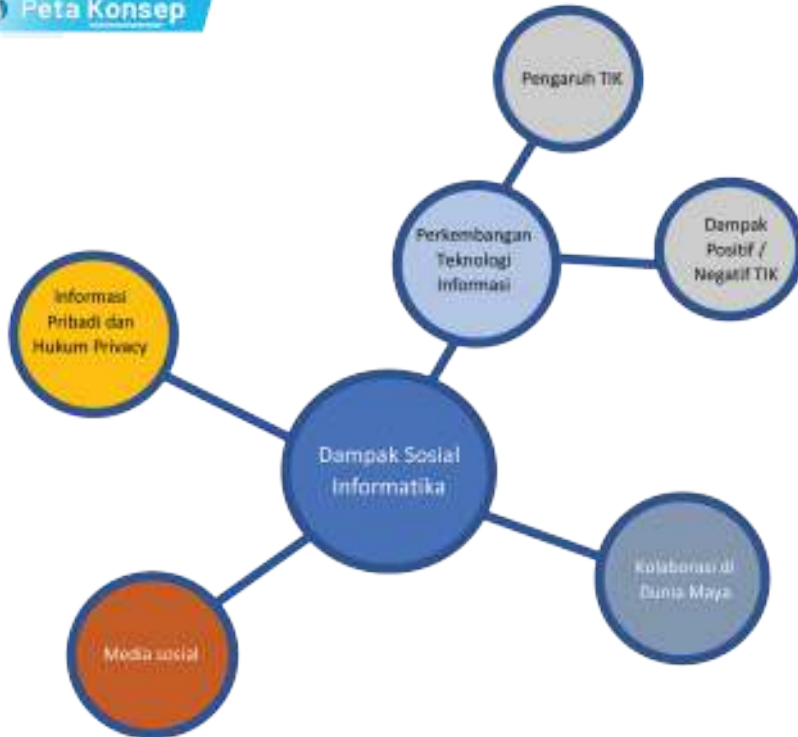 Peta Konsep
Pengaruh TIK
Perkembangan
Teknologi
Informasi
Dampak
Positif /
Negatif TIK
Informasi
Pribadi dan
Hukum Privacy
Dampak Sosial
Informatika
Kolaborasi di
Dunia Maya
Media sosial